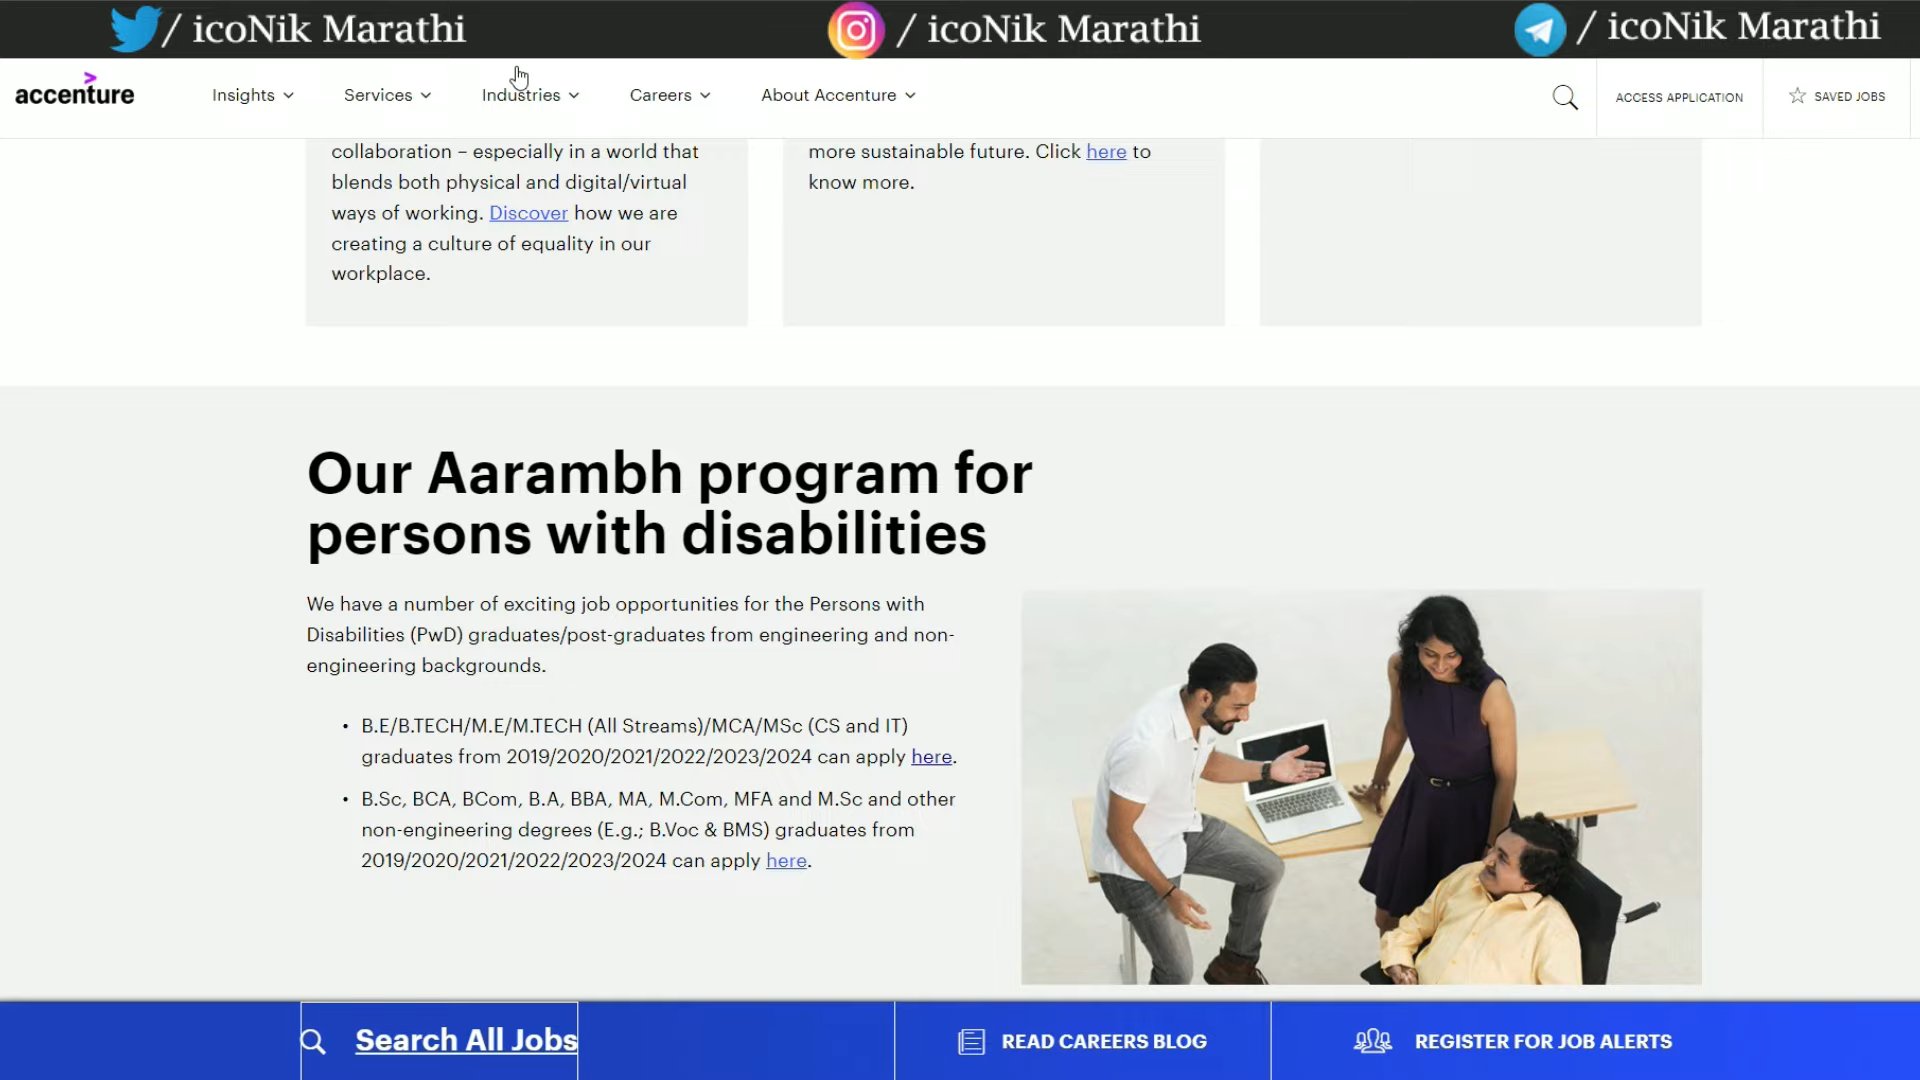 / icoNik Marathi
/ icoNik Marathi
/ icoNik Marathi
accenture
Insights
Services
Industries
Careers
About Accenture
ACCESS APPLICATION
SAVED JOBS
collaboration – especially in a world that
blends both physical and digital/virtual
ways of working. Discover how we are
creating a culture of equality in our
workplace.
more sustainable future. Click here to
know more.
Our Aarambh program for
persons with disabilities
We have a number of exciting job opportunities for the Persons with
Disabilities (PwD) graduates/post-graduates from engineering and non-
engineering backgrounds.
• B.E/B.TECH/M.E/M.TECH (All Streams)/MCA/MSc (CS and IT)
graduates from 2019/2020/2021/2022/2023/2024 can apply here.
• B.Sc, BCA, BCom, B.A, BBA, MA, M.Com, MFA and M.Sc and other
non-engineering degrees (E.g.; B.Voc & BMS) graduates from
2019/2020/2021/2022/2023/2024 can apply here.
Search All Jobs
READ CAREERS BLOG
REGISTER FOR JOB ALERTS